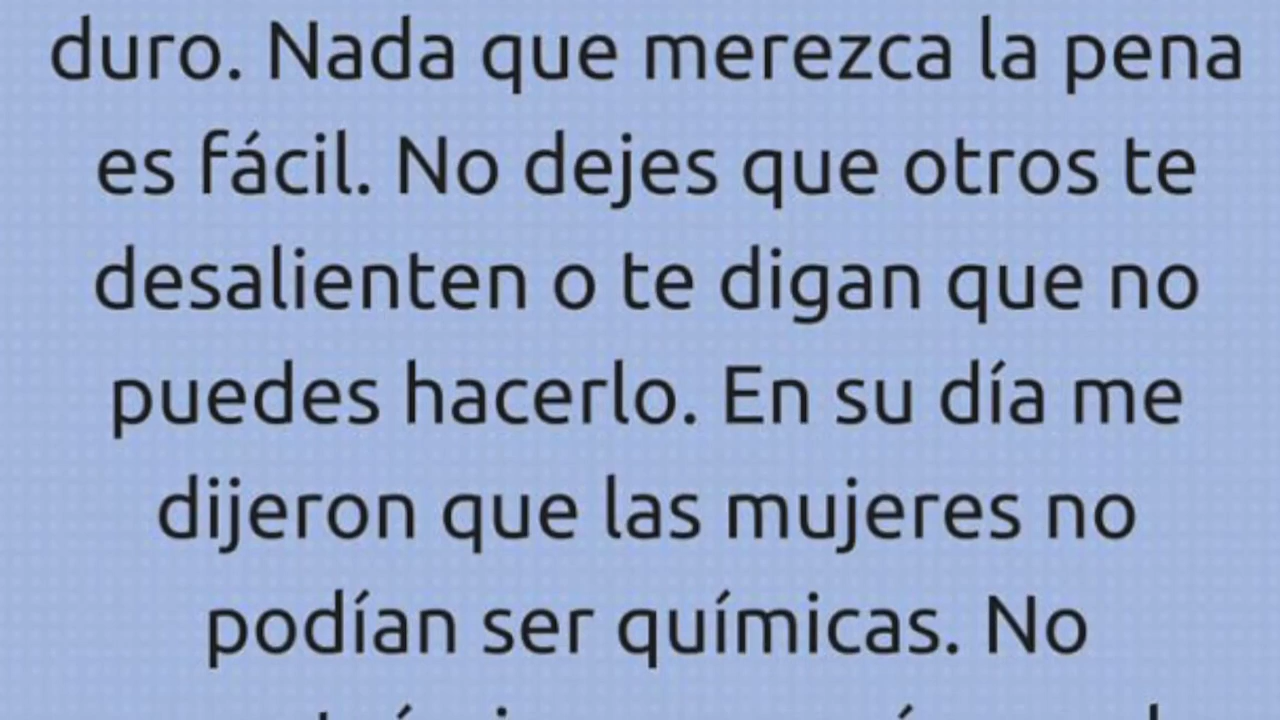 duro. Nada que merezca la pena
es fácil. No dejes que otros te
desalienten o te digan que no
puedes hacerlo. En su día me
dijeron que las mujeres no
podían ser químicas. No